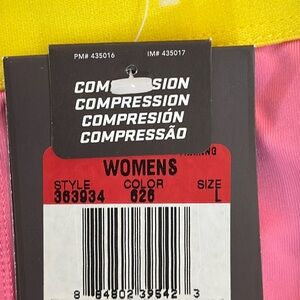 PM# 435016 IM# 435017
COMPRESSION
COMPRESSION
COMPRESIÓN
COMPRESSÃO
WOMENS
STYLE COLOR SIZE
363934 626 L
8 84802 39542 3